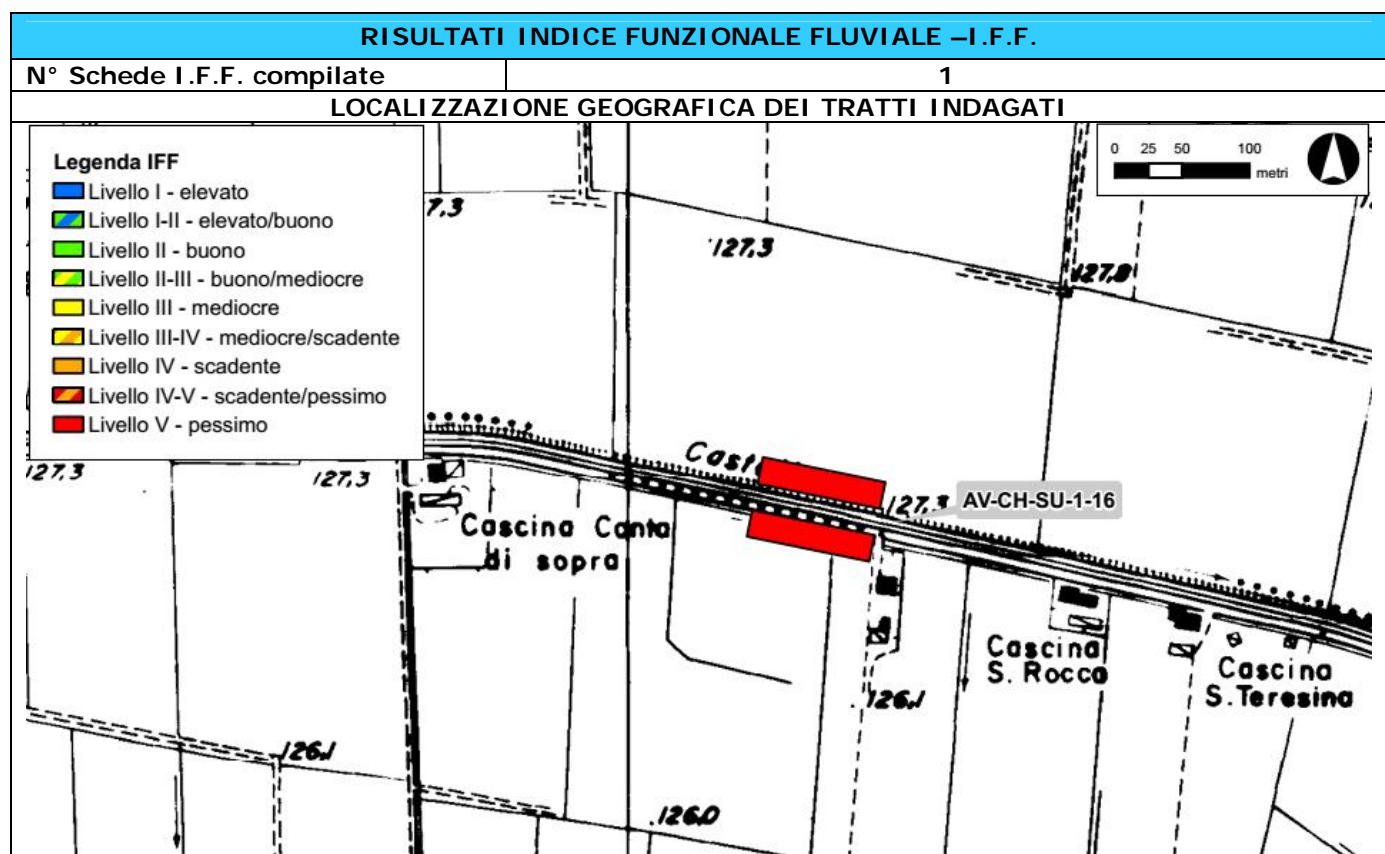 RISULTATI INDICE FUNZIONALE FLUVIALE –I.F.F.
N° Schede I.F.F. compilate 1
LOCALIZZAZIONE GEOGRAFICA DEI TRATTI INDAGATI
Legenda IFF
Livello I - elevato
Livello I-II - elevato/buono
Livello II - buono
Livello II-III - buono/mediocre
Livello III - mediocre
Livello III-IV - mediocre/scadente
Livello IV - scadente
Livello IV-V - scadente/pessimo
Livello V - pessimo
0 25 50 100
metri
7,3
127,3
127,8
127,3
127,3
127,3
AV-CH-SU-1-16
Cascina Canta
di sopra
Cascina
S. Rocco
Cascina
S. Teresina
126,1
126,1
126,0